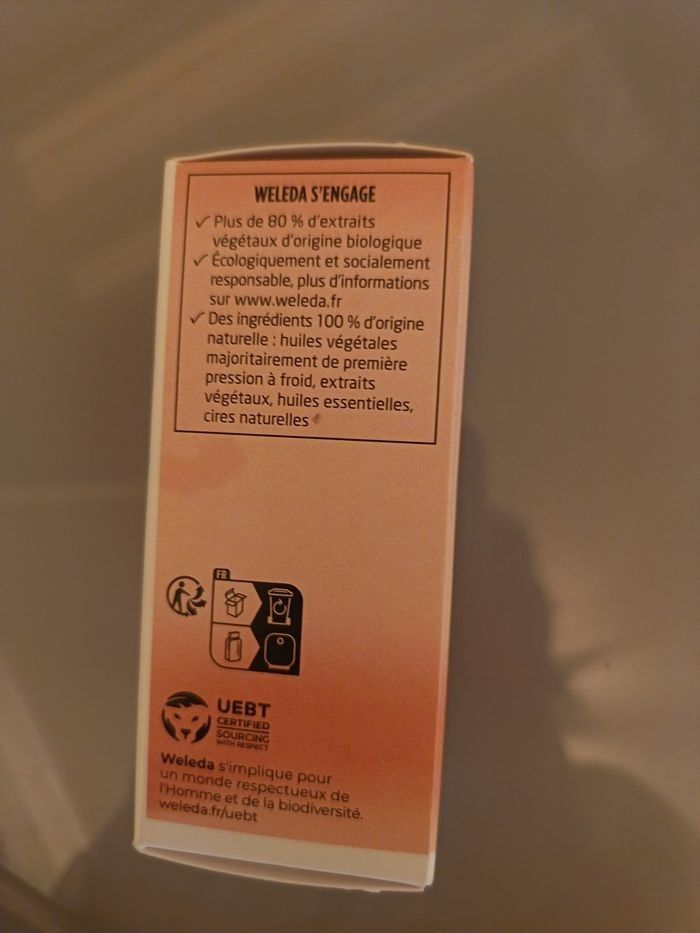 WELEDA S'ENGAGE
✓ Plus de 80 % d'extraits
végétaux d'origine biologique
✓ Écologiquement et socialement
responsable, plus d'informations
sur www.weleda.fr
✓ Des ingrédients 100 % d'origine
naturelle : huiles végétales
majoritairement de première
pression à froid, extraits
végétaux, huiles essentielles,
cires naturelles
FR
UEBT
CERTIFIED
SOURCING
WITH RESPECT
Weleda s'implique pour
un monde respectueux de
l'Homme et de la biodiversité.
weleda.fr/uebt